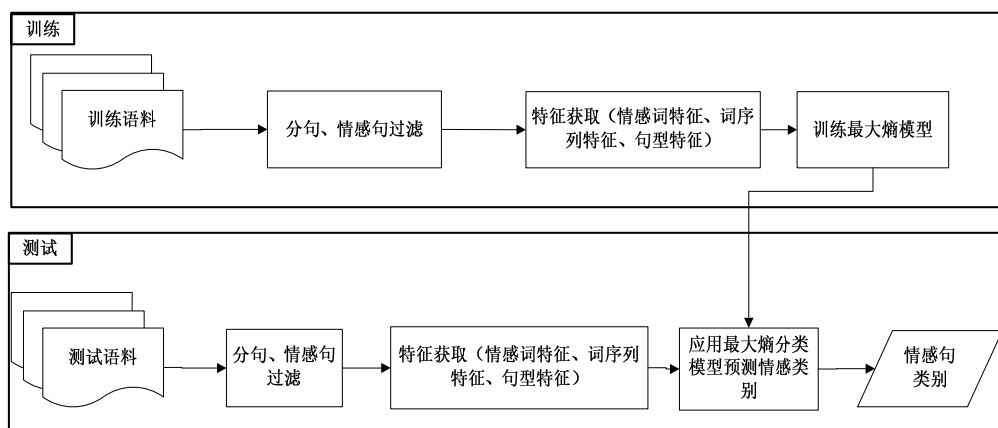 训练
训练语料
分句、情感句过滤
特征获取（情感词特征、词序
列特征、句型特征）
训练最大熵模型
测试
测试语料
分句、情感句
过滤
特征获取（情感词特征、词序列
特征、句型特征）
应用最大熵分类
模型预测情感类
别
情感句
类别